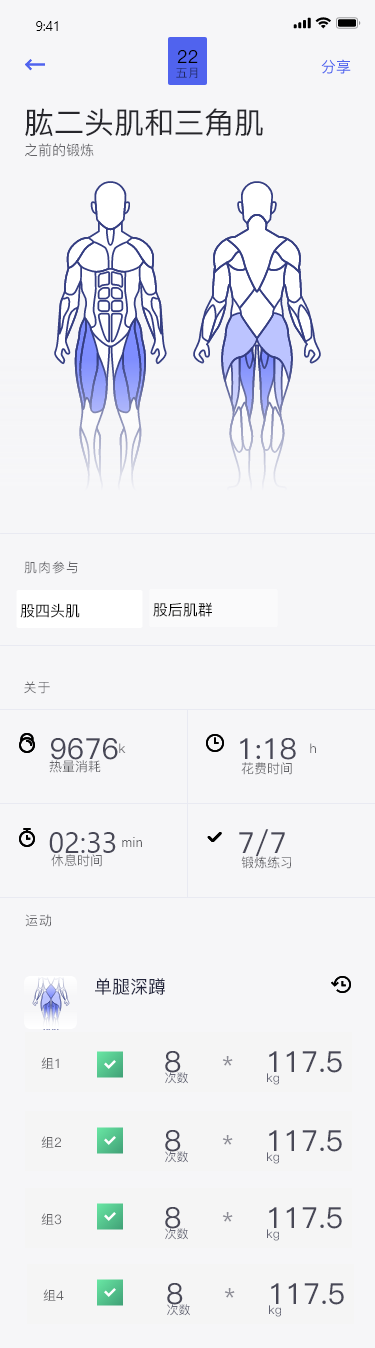 9:41
22
五月
分享
肱二头肌和三角肌
之前的锻炼
肌肉参与
股四头肌
股后肌群
关于
9676k
热量消耗
1:18 h
花费时间
02:33 min
休息时间
7/7
锻炼练习
运动
单腿深蹲
组1 8 * 117.5
次数 kg
组2 8 * 117.5
次数 kg
组3 8 * 117.5
次数 kg
组4 8 * 117.5
次数 kg